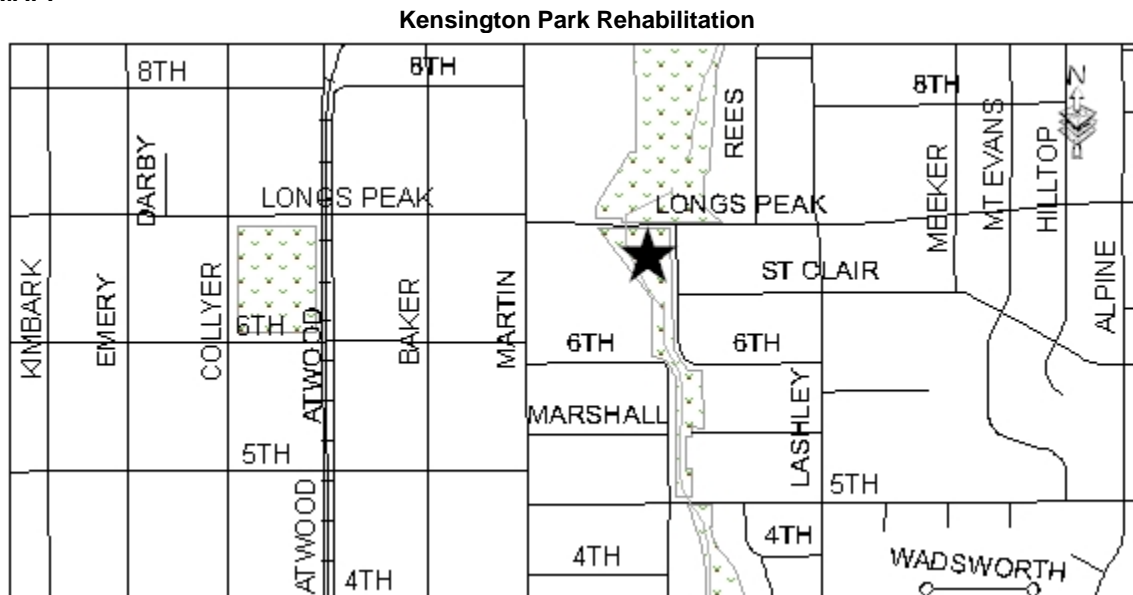 Kensington Park Rehabilitation
8TH
8TH
N
8TH
REES
DARBY
MBEKER
MT EVANS
HILLTOP
LONGS PEAK
LONGS PEAK
KIMBARK
EMERY
COLLYER
6TH
ATWOOD
BAKER
MARTIN
ST CLAIR
ALPINE
6TH
6TH
MARSHALL
LASHLEY
5TH
5TH
ATWOOD
4TH
4TH
4TH
WADSWORTH